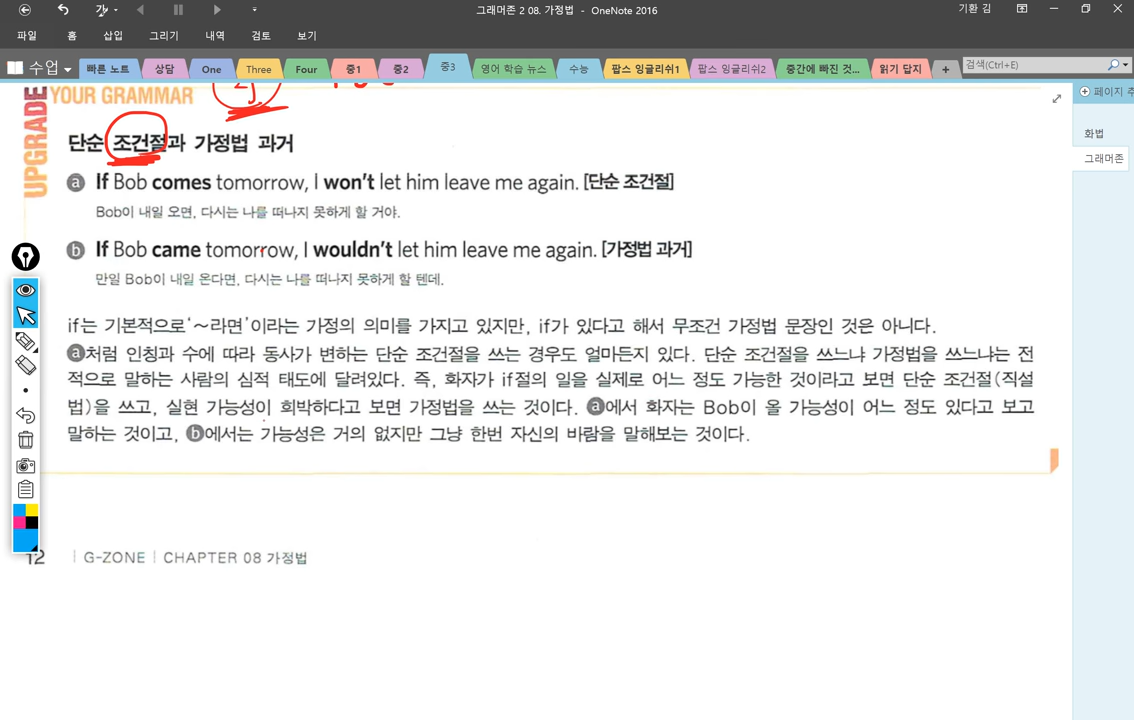 그래머존 2 08. 가정법 - OneNote 2016
기환 김
파일 홈 삽입 그리기 내역 검토 보기
수업 빠른 노트 상담 One Three Four 중1 중2 중3 영어 학습 뉴스 수능 팝스 잉글리쉬1 팝스 잉글리쉬2 중간에 빠진 것... 읽기 답지 + 검색(Ctrl+E)
페이지 추
화법
그래머존
UPGRADE YOUR GRAMMAR
단순 조건절과 가정법 과거
a If Bob comes tomorrow, I won't let him leave me again. [단순 조건절]
Bob이 내일 오면, 다시는 나를 떠나지 못하게 할 거야.
b If Bob came tomorrow, I wouldn't let him leave me again. [가정법 과거]
만일 Bob이 내일 온다면, 다시는 나를 떠나지 못하게 할 텐데.
if는 기본적으로 '~라면'이라는 가정의 의미를 가지고 있지만, if가 있다고 해서 무조건 가정법 문장인 것은 아니다.
a처럼 인칭과 수에 따라 동사가 변하는 단순 조건절을 쓰는 경우도 얼마든지 있다. 단순 조건절을 쓰느냐 가정법을 쓰느냐는 전
적으로 말하는 사람의 심적 태도에 달려있다. 즉, 화자가 if절의 일을 실제로 어느 정도 가능한 것이라고 보면 단순 조건절(직설
법)을 쓰고, 실현 가능성이 희박하다고 보면 가정법을 쓰는 것이다. a에서 화자는 Bob이 올 가능성이 어느 정도 있다고 보고
말하는 것이고, b에서는 가능성은 거의 없지만 그냥 한번 자신의 바람을 말해보는 것이다.
12 | G-ZONE | CHAPTER 08 가정법